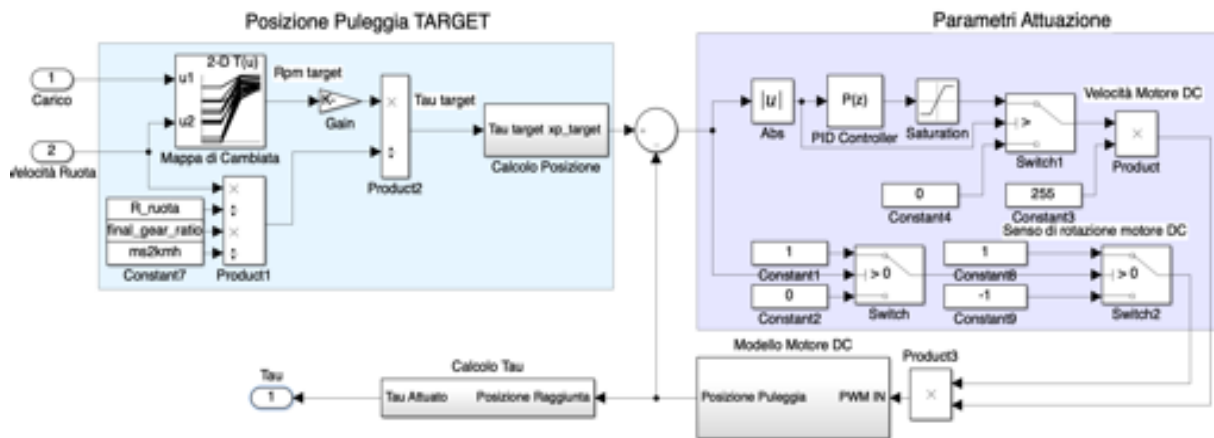 Posizione Puleggia TARGET
Parametri Attuazione
1
Carico
2
Velocità Ruota
2-D T(u)
u1
u2
Mappa di Cambiata
Rpm target
K-
Gain
×
÷
Product2
Tau target
Tau target xp_target
Calcolo Posizione
R_ruota
final_gear_ratio
ms2kmh
Constant7
×
÷
×
÷
Product1
|u|
Abs
P(z)
PID Controller
Saturation
>
Switch1
Velocità Motore DC
×
Product
0
Constant4
255
Constant3
Senso di rotazione motore DC
1
Constant1
0
Constant2
> 0
Switch
1
Constant8
-1
Constant9
> 0
Switch2
Modello Motore DC
Posizione Puleggia
PWM IN
Product3
×
Calcolo Tau
Tau Attuato
Posizione Raggiunta
Tau
1